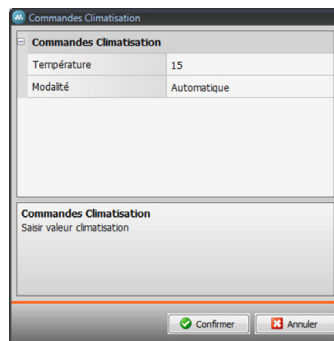 Commandes Climatisation
Commandes Climatisation
Température 15
Modalité Automatique
Commandes Climatisation
Saisir valeur climatisation
Confirmer Annuler